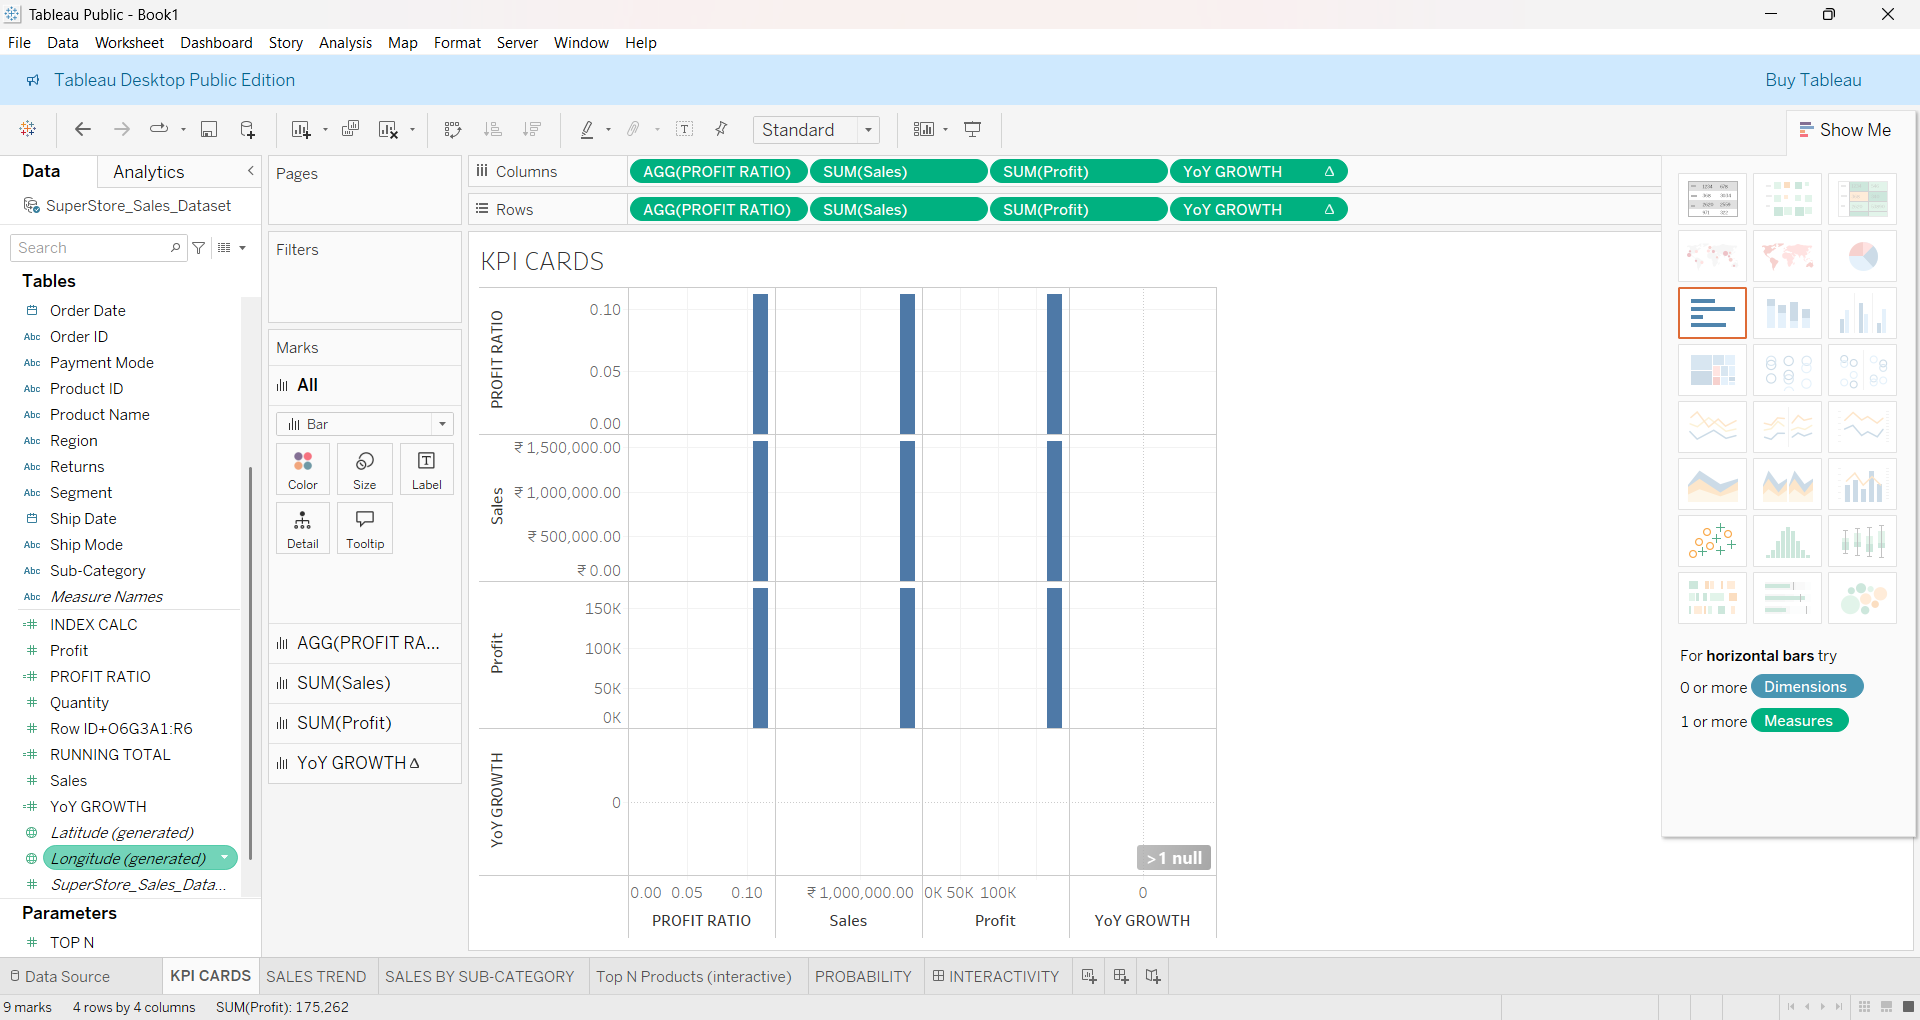 Tableau Public - Book1
File Data Worksheet Dashboard Story Analysis Map Format Server Window Help
Tableau Desktop Public Edition
Buy Tableau
Standard
Show Me
Data Analytics
SuperStore_Sales_Dataset
Search
Tables
Order Date
Abc Order ID
Abc Payment Mode
Abc Product ID
Abc Product Name
Abc Region
Abc Returns
Abc Segment
Ship Date
Abc Ship Mode
Abc Sub-Category
Abc Measure Names
=# INDEX CALC
# Profit
=# PROFIT RATIO
# Quantity
# Row ID+O6G3A1:R6
=# RUNNING TOTAL
# Sales
=# YoY GROWTH
Latitude (generated)
Longitude (generated)
# SuperStore_Sales_Data...
Parameters
# TOP N
Pages
Filters
Marks
All
Bar
Color Size Label
Detail Tooltip
AGG(PROFIT RA...
SUM(Sales)
SUM(Profit)
YoY GROWTH Δ
Columns AGG(PROFIT RATIO) SUM(Sales) SUM(Profit) YoY GROWTH Δ
Rows AGG(PROFIT RATIO) SUM(Sales) SUM(Profit) YoY GROWTH Δ
KPI CARDS
PROFIT RATIO
0.10
0.05
0.00
Sales
₹ 1,500,000.00
₹ 1,000,000.00
₹ 500,000.00
₹ 0.00
Profit
150K
100K
50K
0K
YoY GROWTH
0
>1 null
0.00 0.05 0.10 ₹ 1,000,000.00 0K 50K 100K 0
PROFIT RATIO Sales Profit YoY GROWTH
For horizontal bars try
0 or more Dimensions
1 or more Measures
Data Source KPI CARDS SALES TREND SALES BY SUB-CATEGORY Top N Products (interactive) PROBABILITY INTERACTIVITY
9 marks 4 rows by 4 columns SUM(Profit): 175,262